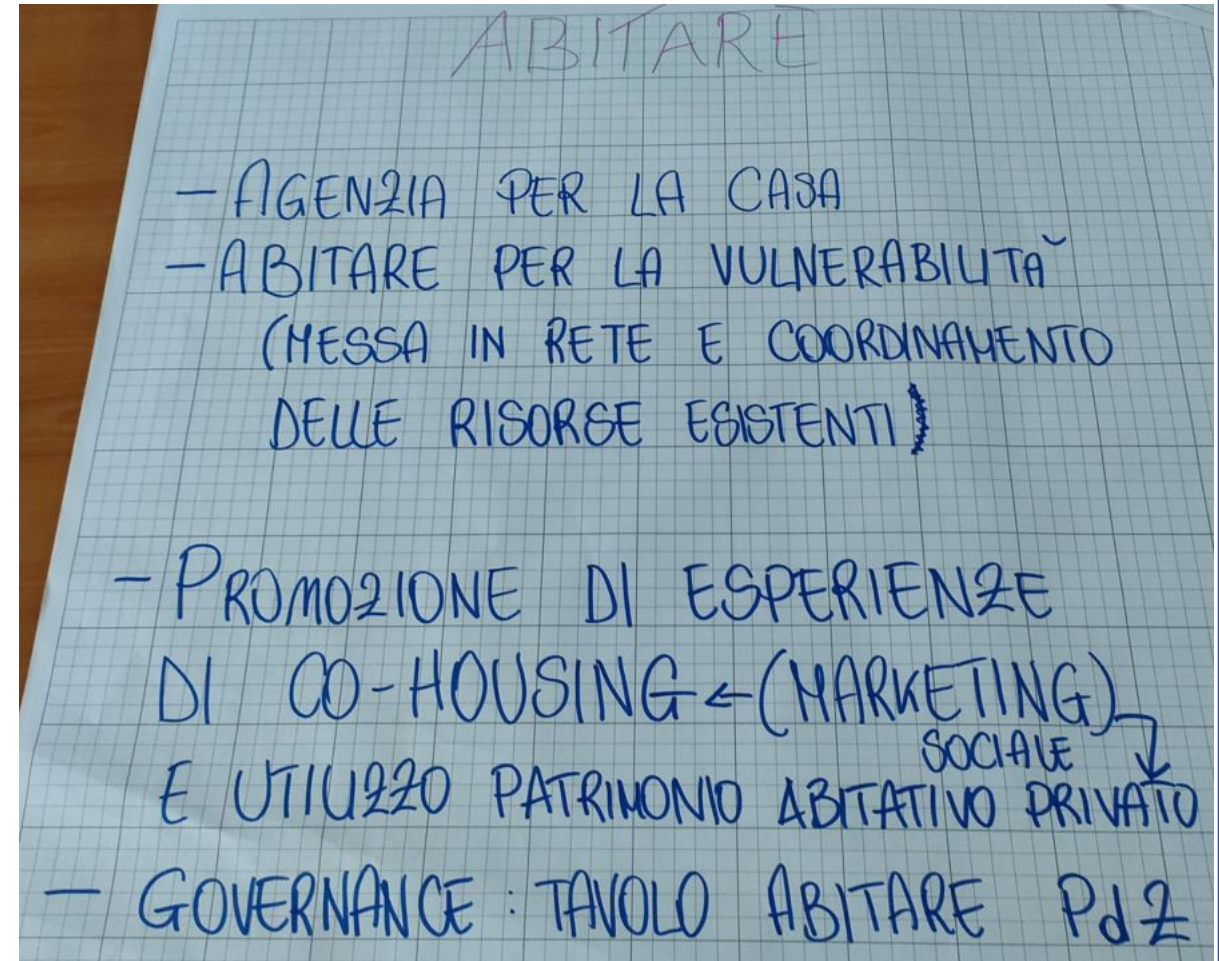 ABITARE
- AGENZIA PER LA CASA
- ABITARE PER LA VULNERABILITÀ
(MESSA IN RETE E COORDINAMENTO
DELLE RISORSE ESISTENTI)
- PROMOZIONE DI ESPERIENZE
DI CO-HOUSING ← (MARKETING)
SOCIALE
E UTILIZZO PATRIMONIO ABITATIVO PRIVATO
- GOVERNANCE: TAVOLO ABITARE PdZ